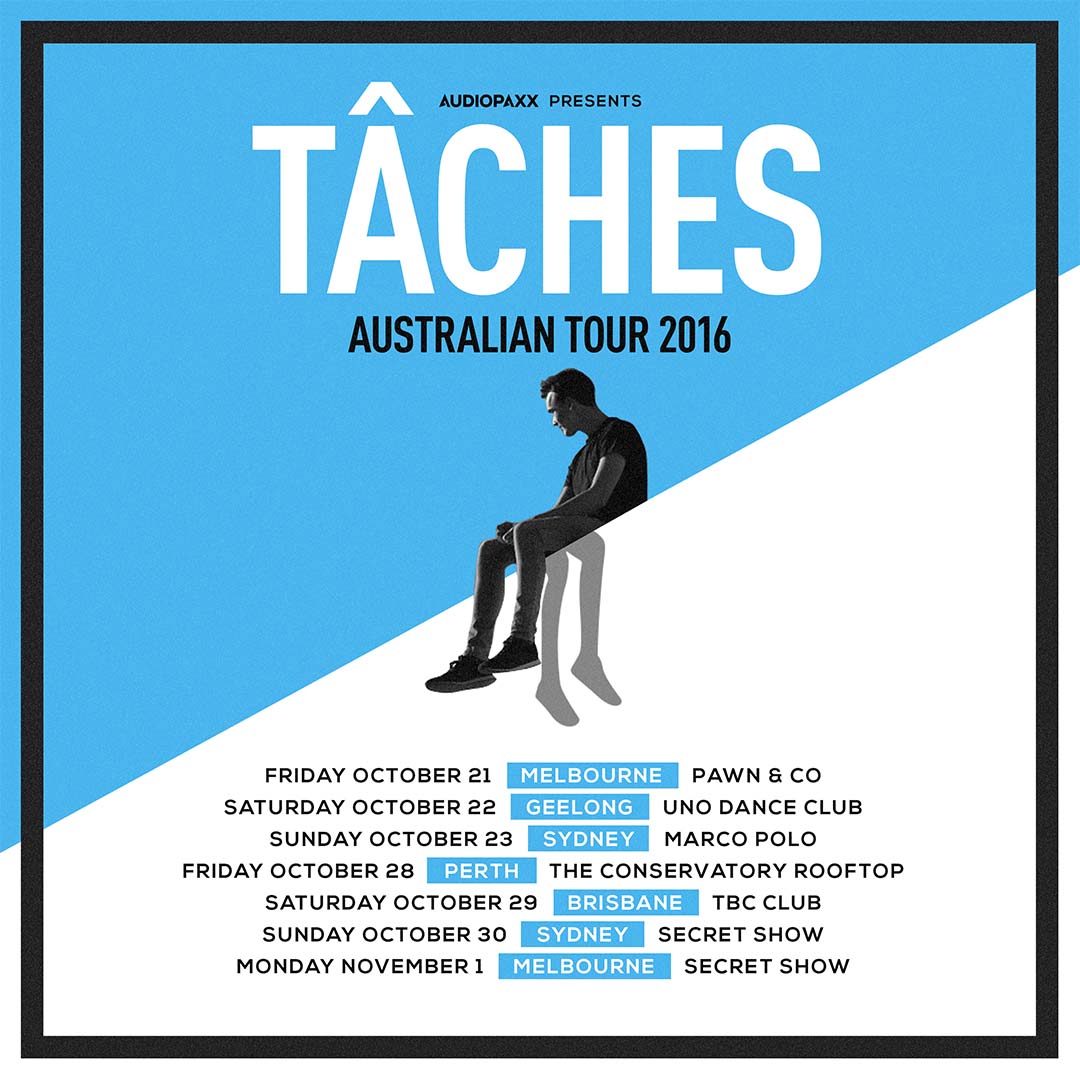 AUDIOPAXX PRESENTS
TÂCHES
AUSTRALIAN TOUR 2016
FRIDAY OCTOBER 21 MELBOURNE PAWN & CO
SATURDAY OCTOBER 22 GEELONG UNO DANCE CLUB
SUNDAY OCTOBER 23 SYDNEY MARCO POLO
FRIDAY OCTOBER 28 PERTH THE CONSERVATORY ROOFTOP
SATURDAY OCTOBER 29 BRISBANE TBC CLUB
SUNDAY OCTOBER 30 SYDNEY SECRET SHOW
MONDAY NOVEMBER 1 MELBOURNE SECRET SHOW